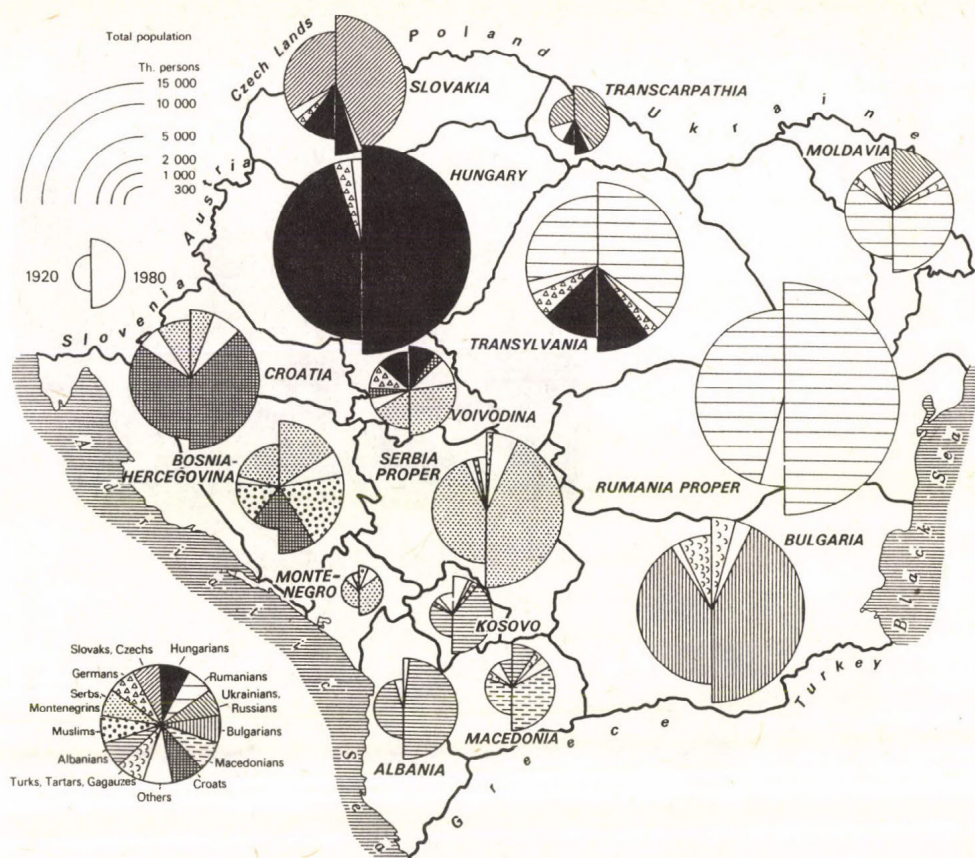 Total population
Th. persons
15 000
10 000
5 000
2 000
1 000
300
1920
1980
Czech Lands
Poland
Ukraine
Austria
Slovenia
SLOVAKIA
TRANSCARPATHIA
MOLDAVIA
HUNGARY
TRANSYLVANIA
CROATIA
VOIVODINA
BOSNIA-
HERCEGOVINA
SERBIA
PROPER
RUMANIA PROPER
BULGARIA
MONTE-
NEGRO
KOSOVO
MACEDONIA
ALBANIA
Adriatic Sea
Black Sea
Turkey
Greece
Slovaks, Czechs
Hungarians
Germans
Rumanians
Serbs,
Montenegrins
Ukrainians,
Russians
Muslims
Bulgarians
Albanians
Macedonians
Turks, Tartars, Gagauzes
Croats
Others